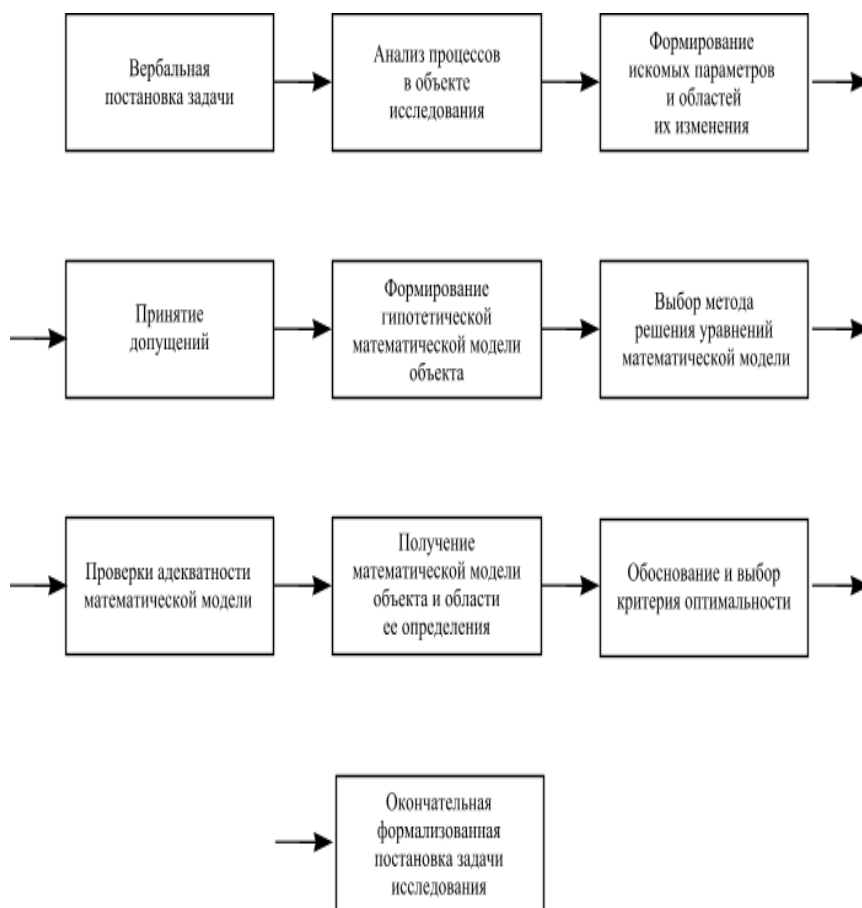 Вербальная
постановка задачи
Анализ процессов
в объекте
исследования
Формирование
искомых параметров
и областей
их изменения
Принятие
допущений
Формирование
гипотетической
математической модели
объекта
Выбор метода
решения уравнений
математической модели
Проверки адекватности
математической модели
Получение
математической модели
объекта и области
ее определения
Обоснование и выбор
критерия оптимальности
Окончательная
формализованная
постановка задачи
исследования